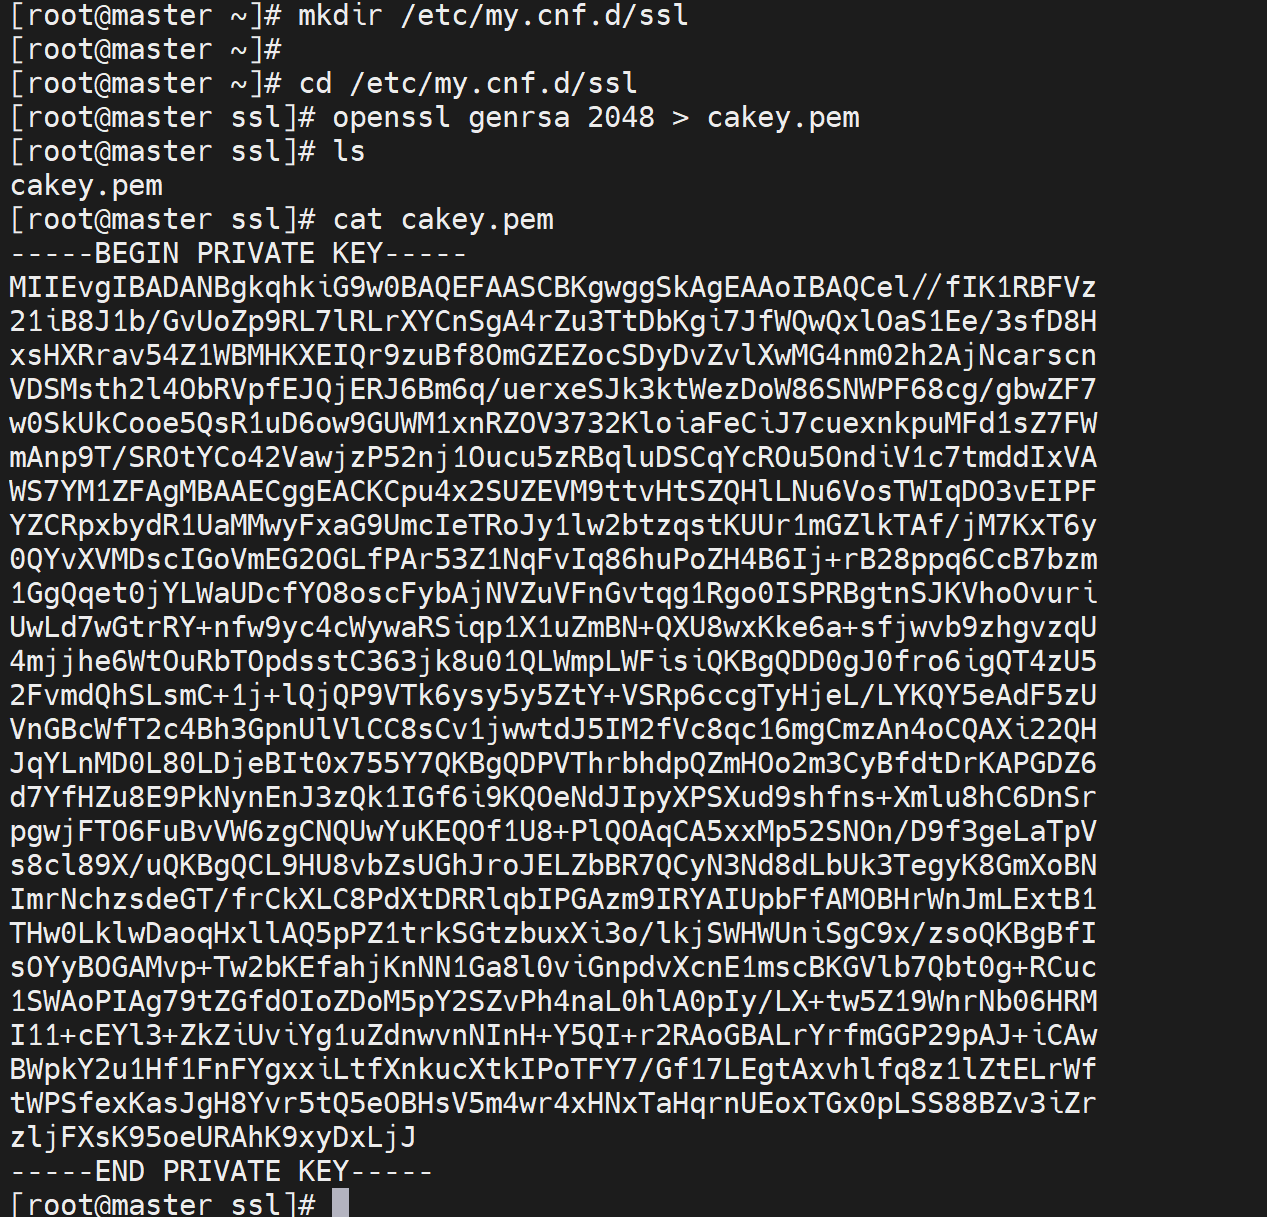 [root@master ~]# mkdir /etc/my.cnf.d/ssl
[root@master ~]#
[root@master ~]# cd /etc/my.cnf.d/ssl
[root@master ssl]# openssl genrsa 2048 > cakey.pem
[root@master ssl]# ls
cakey.pem
[root@master ssl]# cat cakey.pem
-----BEGIN PRIVATE KEY-----
MIIEvgIBADANBgkqhkiG9w0BAQEFAASCBKgwggSkAgEAAoIBAQCel//fIK1RBFVz
21iB8J1b/GvUoZp9RL7lRLrXYCnSgA4rZu3TtDbKgi7JfWQwQxlOaS1Ee/3sfD8H
xsHXRrav54Z1WBMHKXEIQr9zuBf8OmGZEZocSDyDvZvlXwMG4nm02h2AjNcarscn
VDSMsth2l4ObRVpfEJQjERJ6Bm6q/uerxeSJk3ktWezDoW86SNWPF68cg/gbwZF7
w0SkUkCooe5QsR1uD6ow9GUWM1xnRZOV3732KloiaFeCiJ7cuexnkpuMFd1sZ7FW
mAnp9T/SROtYCo42VawjzP52nj1Oucu5zRBqluDSCqYcROu5OndiV1c7tmddIxVA
WS7YM1ZFAgMBAAECggEACKCpu4x2SUZEVM9ttvHtSZQHlLNu6VosTWIqDO3vEIPF
YZCRpxbydR1UaMMwyFxaG9UmcIeTRoJy1lw2btzqstKUUr1mGZlkTAf/jM7KxT6y
0QYvXVMDscIGoVmEG2OGLfPAr53Z1NqFvIq86huPoZH4B6Ij+rB28ppq6CcB7bzm
1GgQqet0jYLWaUDcfYO8oscFybAjNVZuVFnGvtqg1Rgo0ISPRBgtnSJKVhoOvuri
UwLd7wGtrRY+nfw9yc4cWywaRSiqp1X1uZmBN+QXU8wxKke6a+sfjwvb9zhgvzqU
4mjjhe6WtOuRbTOpdsstC363jk8u01QLWmpLWFisiQKBgQDD0gJ0fro6igQT4zU5
2FvmdQhSLsmC+1j+lQjQP9VTk6ysy5y5ZtY+VSRp6ccgTyHjeL/LYKQY5eAdF5zU
VnGBcWfT2c4Bh3GpnUlVlCC8sCv1jwwtdJ5IM2fVc8qc16mgCmzAn4oCQAXi22QH
JqYLnMD0L80LDjeBIt0x755Y7QKBgQDPVThrbhdpQZmHOo2m3CyBfdtDrKAPGDZ6
d7YfHZu8E9PkNynEnJ3zQk1IGf6i9KQOeNdJIpyXPSXud9shfns+Xmlu8hC6DnSr
pgwjFTO6FuBvVW6zgCNQUwYuKEQOf1U8+PlQOAqCA5xxMp52SNOn/D9f3geLaTpV
s8cl89X/uQKBgQCL9HU8vbZsUGhJroJELZbBR7QCyN3Nd8dLbUk3TegyK8GmXoBN
ImrNchzsdeGT/frCkXLC8PdXtDRRlqbIPGAzm9IRYAIUpbFfAMOBHrWnJmLExtB1
THw0LklwDaoqHxllAQ5pPZ1trkSGtzbuxXi3o/lkjSWHWUniSgC9x/zsoQKBgBfI
sOYyBOGAMvp+Tw2bKEfahjKnNN1Ga8l0viGnpdvXcnE1mscBKGVlb7Qbt0g+RCuc
1SWAoPIAg79tZGfdOIoZDoM5pY2SZvPh4naL0hlA0pIy/LX+tw5Z19WnrNb06HRM
I11+cEYl3+ZkZiUviYg1uZdnwvnNInH+Y5QI+r2RAoGBALrYrfmGGP29pAJ+iCAw
BWpkY2u1Hf1FnFYgxxiLtfXnkucXtkIPoTFY7/Gf17LEgtAxvhlfq8z1lZtELrWf
tWPSfexKasJgH8Yvr5tQ5eOBHsV5m4wr4xHNxTaHqrnUEoxTGx0pLSS88BZv3iZr
zljFXsK95oeURAhK9xyDxLjJ
-----END PRIVATE KEY-----
[root@master ssl]#